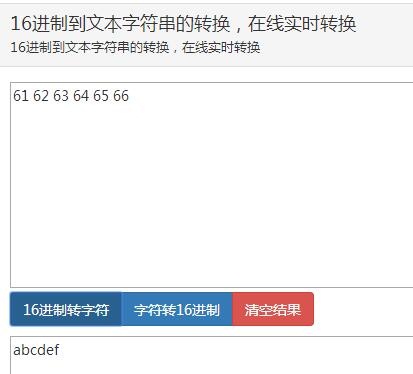 16进制到文本字符串的转换，在线实时转换
16进制到文本字符串的转换，在线实时转换
61 62 63 64 65 66
16进制转字符 字符转16进制 清空结果
abcdef